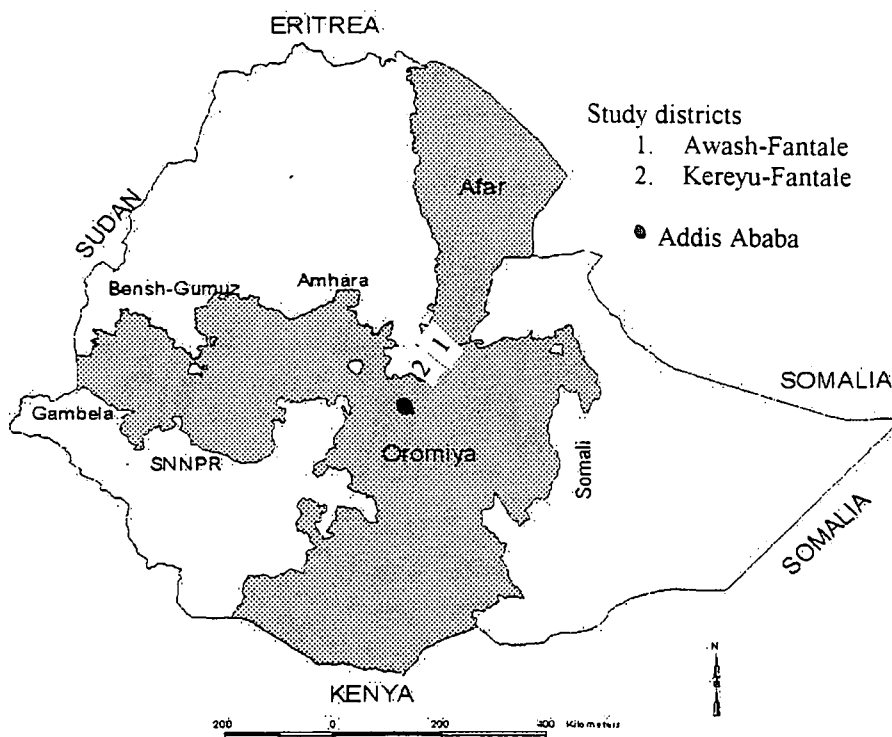 ERITREA
Study districts
1. Awash-Fantale
2. Kereyu-Fantale
Afar
SUDAN
Addis Ababa
Bensh-Gumuz
Amhara
1
2
SOMALIA
Gambela
SNNPR
Oromiya
Somali
SOMALIA
N
KENYA
200 0 200 400 Kilometers